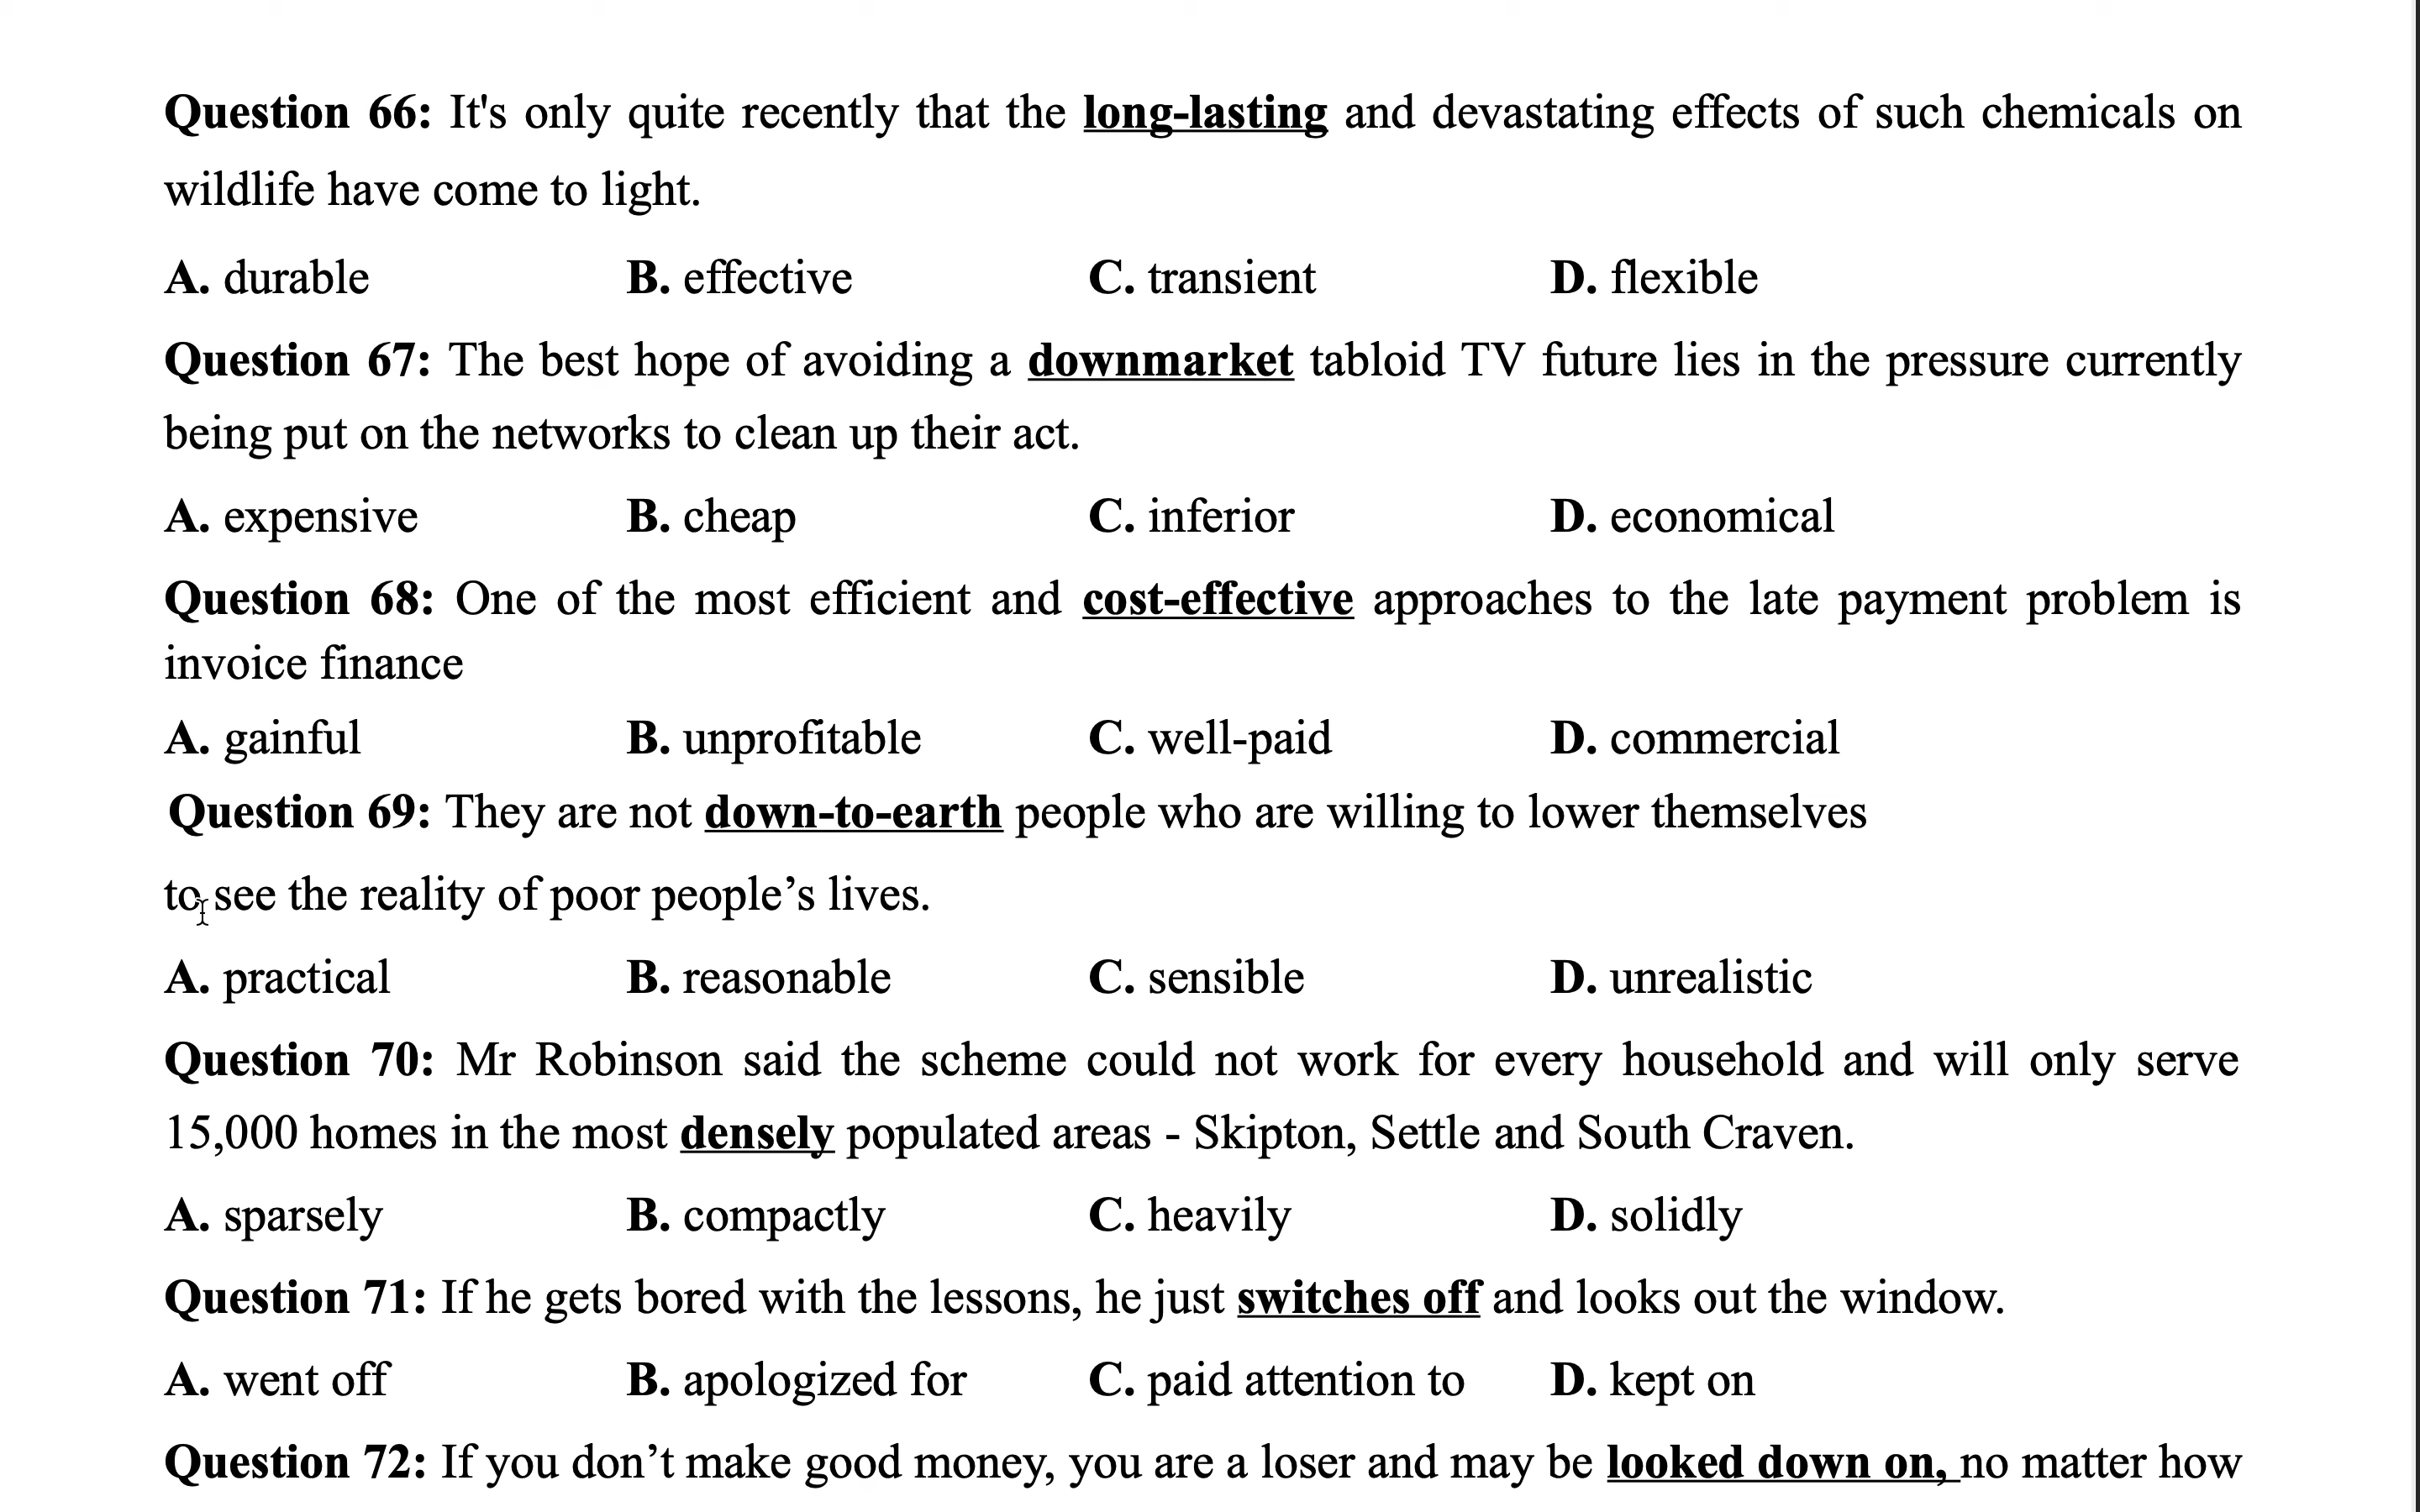 Question 66: It's only quite recently that the long-lasting and devastating effects of such chemicals on
wildlife have come to light.
A. durable B. effective C. transient D. flexible
Question 67: The best hope of avoiding a downmarket tabloid TV future lies in the pressure currently
being put on the networks to clean up their act.
A. expensive B. cheap C. inferior D. economical
Question 68: One of the most efficient and cost-effective approaches to the late payment problem is
invoice finance
A. gainful B. unprofitable C. well-paid D. commercial
Question 69: They are not down-to-earth people who are willing to lower themselves
to see the reality of poor people’s lives.
A. practical B. reasonable C. sensible D. unrealistic
Question 70: Mr Robinson said the scheme could not work for every household and will only serve
15,000 homes in the most densely populated areas - Skipton, Settle and South Craven.
A. sparsely B. compactly C. heavily D. solidly
Question 71: If he gets bored with the lessons, he just switches off and looks out the window.
A. went off B. apologized for C. paid attention to D. kept on
Question 72: If you don’t make good money, you are a loser and may be looked down on, no matter how